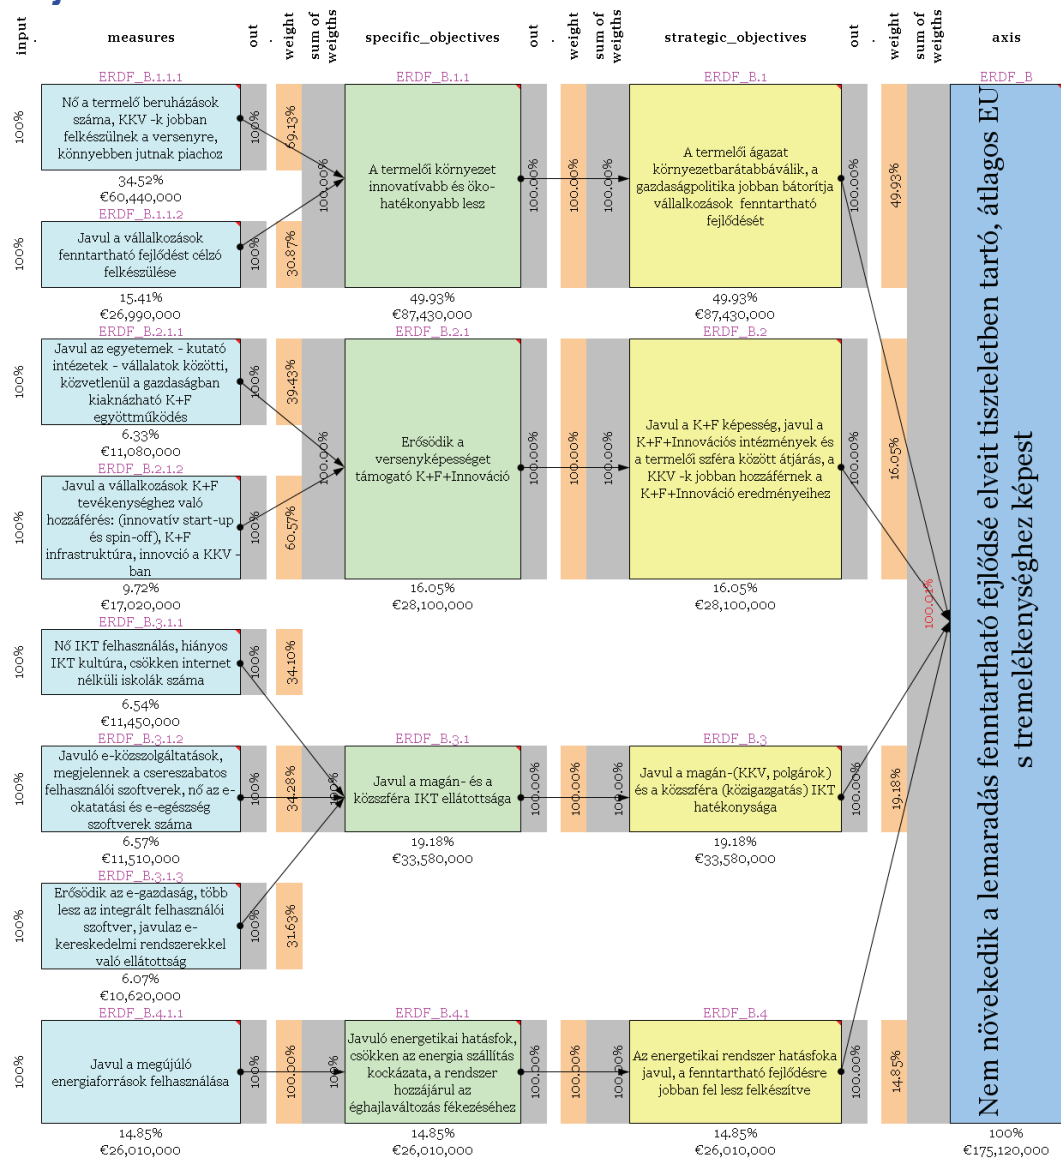 input . measures out . weight sum of weigths specific_objectives out . weight sum of weigths strategic_objectives out . weight sum of weigths axis
ERDF_B.1.1.1
100%
Nő a termelő beruházások
száma, KKV -k jobban
felkészülnek a versenyre,
könnyebben jutnak piachoz
100%
69.13%
34.52%
€60,440,000
ERDF_B.1.1.2
100%
Javul a vállalkozások
fenntartható fejlődést célzó
felkészülése
100%
30.87%
15.41%
€26,990,000
100.00%
ERDF_B.1.1
A termelői környezet
innovatívabb és öko-
hatékonyabb lesz
100.00%
100.00%
100.00%
49.93%
€87,430,000
ERDF_B.1
A termelői ágazat
környezetbarátabbáválik, a
gazdaságpolitika jobban bátorítja
vállalkozások fenntartható
fejlődését
100.00%
49.93%
49.93%
€87,430,000
ERDF_B.2.1.1
100%
Javul az egyetemek - kutató
intézetek - vállalatok közötti,
közvetlenül a gazdaságban
kiaknázható K+F
egyöttműködés
100%
39.43%
6.33%
€11,080,000
ERDF_B.2.1.2
100%
Javul a vállalkozások K+F
tevékenységhez való
hozzáférés: (innovatív start-up
és spin-off), K+F
infrastruktúra, innovció a KKV -
ban
100%
60.57%
9.72%
€17,020,000
100.00%
ERDF_B.2.1
Erősödik a
versenyképességet
támogató K+F+Innováció
100.00%
100.00%
100.00%
16.05%
€28,100,000
ERDF_B.2
Javul a K+F képesség, javul a
K+F+Innovációs intézmények és
a termelői szféra között átjárás, a
KKV -k jobban hozzáférnek a
K+F+Innováció eredményeihez
100.00%
16.05%
16.05%
€28,100,000
ERDF_B.3.1.1
100%
Nő IKT felhasználás, hiányos
IKT kultúra, csökken internet
nélküli iskolák száma
100%
34.10%
6.54%
€11,450,000
ERDF_B.3.1.2
100%
Javuló e-közszolgáltatások,
megjelennek a csereszabatos
felhasználói szoftverek, nő az e-
okatatási és e-egészség
szoftverek száma
100%
34.28%
6.57%
€11,510,000
ERDF_B.3.1.3
100%
Erősödik az e-gazdaság, több
lesz az integrált felhasználói
szoftver, javulaz e-
kereskedelmi rendszerekkel
való ellátottság
100%
31.63%
6.07%
€10,620,000
100%
ERDF_B.3.1
Javul a magán- és a
közszféra IKT ellátottsága
100.00%
100.00%
100.00%
19.18%
€33,580,000
ERDF_B.3
Javul a magán-(KKV, polgárok)
és a közszféra (közigazgatás) IKT
hatékonysága
100.00%
19.18%
19.18%
€33,580,000
ERDF_B.4.1.1
100%
Javul a megújúló
energiaforrások felhasználása
100%
100.00%
14.85%
€26,010,000
100%
ERDF_B.4.1
Javuló energetikai hatásfok,
csökken az energia szállítás
kockázata, a rendszer
hozzájárul az
éghajlaváltozás fékezéséhez
100.00%
100.00%
100.00%
14.85%
€26,010,000
ERDF_B.4
Az energetikai rendszer hatásfoka
javul, a fenntartható fejlődésre
jobban fel lesz felkészítve
100.00%
14.85%
14.85%
€26,010,000
100.01%
ERDF_B
Nem növekedik a lemaradás fenntartható fejlődsé elveit tiszteletben tartó, átlagos EU
s tremelékenységhez képest
100%
€175,120,000